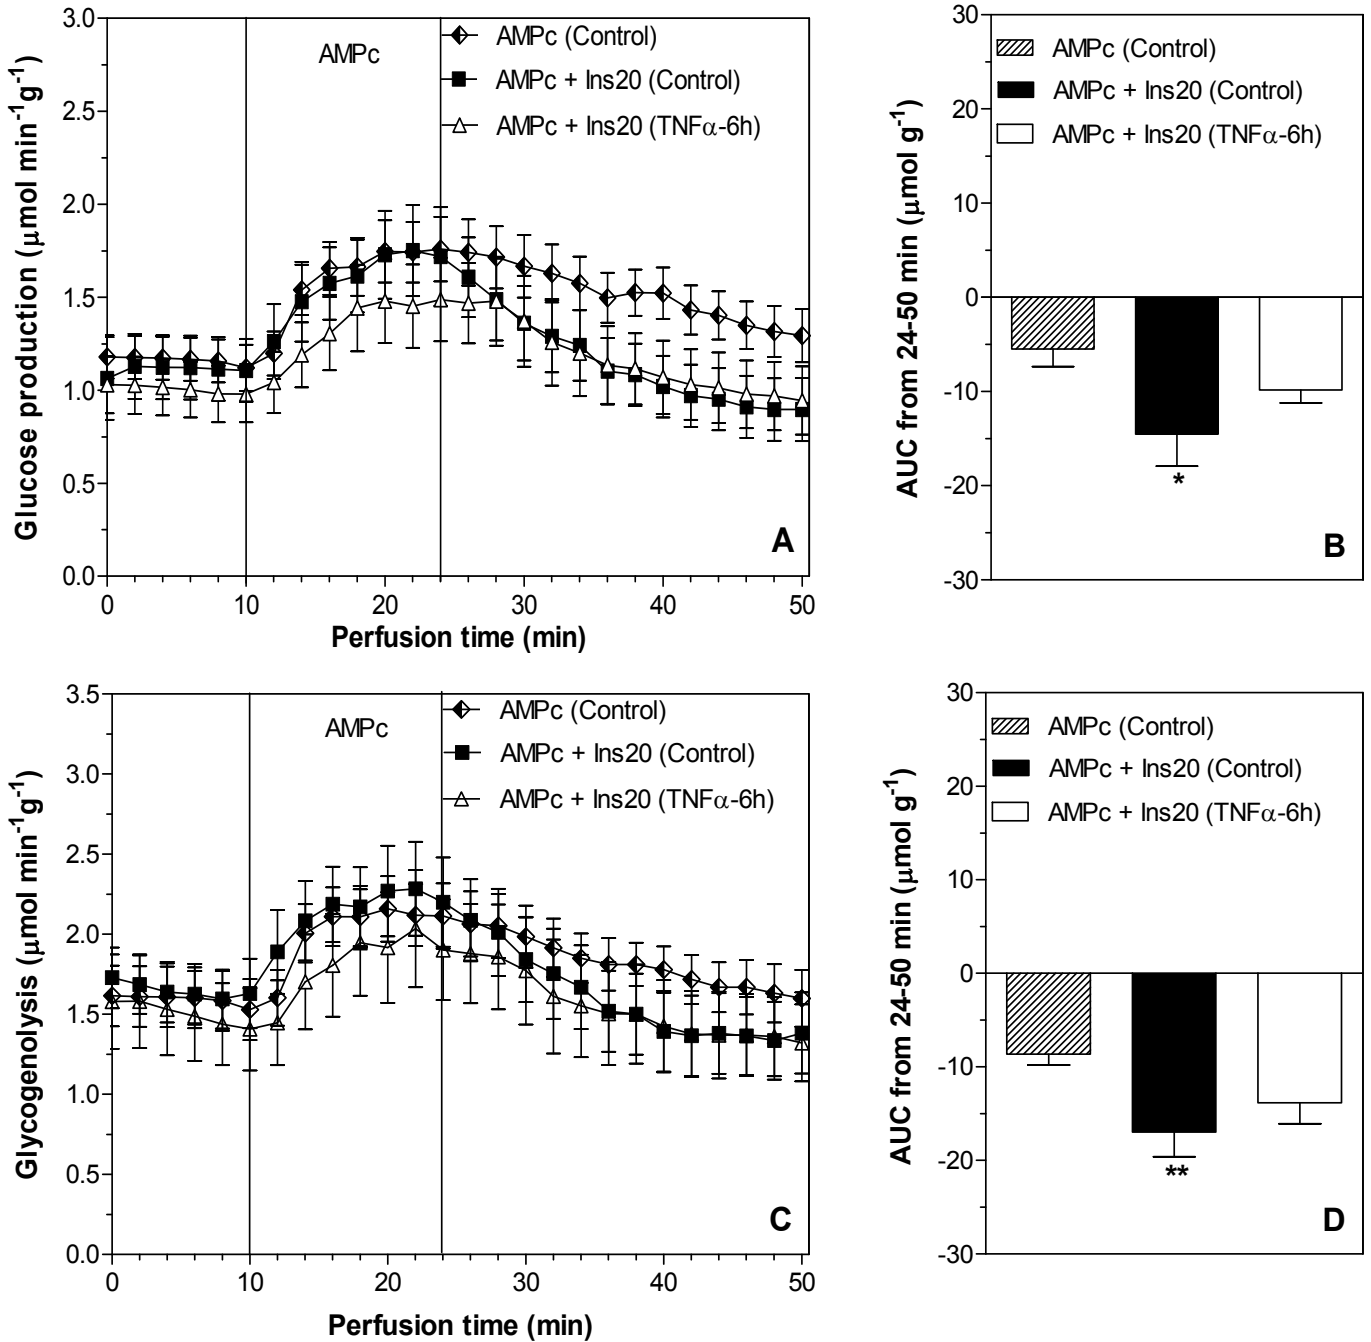 3.0
2.5
2.0
1.5
1.0
0.5
0.0
Glucose production (μmol min⁻¹g⁻¹)
AMPc
AMPc (Control)
AMPc + Ins20 (Control)
AMPc + Ins20 (TNFα-6h)
A
0 10 20 30 40 50
Perfusion time (min)
30
20
10
0
-10
-20
-30
AUC from 24-50 min (μmol g⁻¹)
AMPc (Control)
AMPc + Ins20 (Control)
AMPc + Ins20 (TNFα-6h)
*
B
3.5
3.0
2.5
2.0
1.5
1.0
0.5
0.0
Glycogenolysis (μmol min⁻¹g⁻¹)
AMPc
AMPc (Control)
AMPc + Ins20 (Control)
AMPc + Ins20 (TNFα-6h)
C
0 10 20 30 40 50
Perfusion time (min)
30
20
10
0
-10
-20
-30
AUC from 24-50 min (μmol g⁻¹)
AMPc (Control)
AMPc + Ins20 (Control)
AMPc + Ins20 (TNFα-6h)
**
D